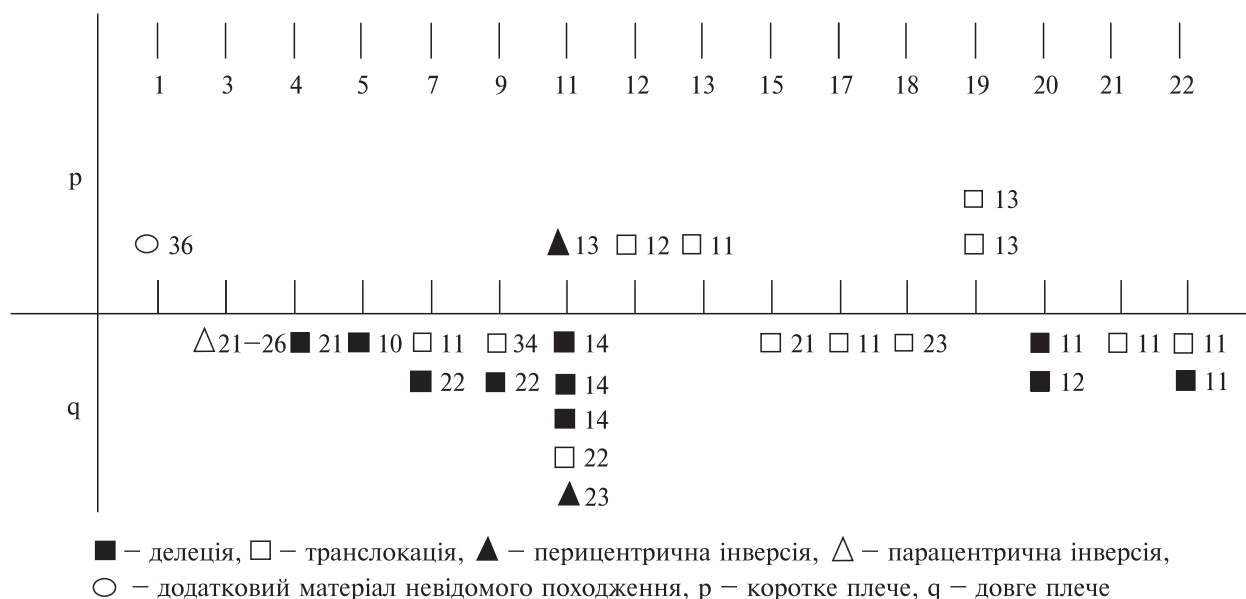 1 3 4 5 7 9 11 12 13 15 17 18 19 20 21 22
p
13
36 13 12 11 13
21–26 21 10 11 34 14 21 11 23 11 11 11
22 22 14 12 11
q
14
22
23
■ – делеція, □ – транслокація, ▲ – перицентрична інверсія, △ – парацентрична інверсія,
○ – додатковий матеріал невідомого походження, р – коротке плече, q – довге плече